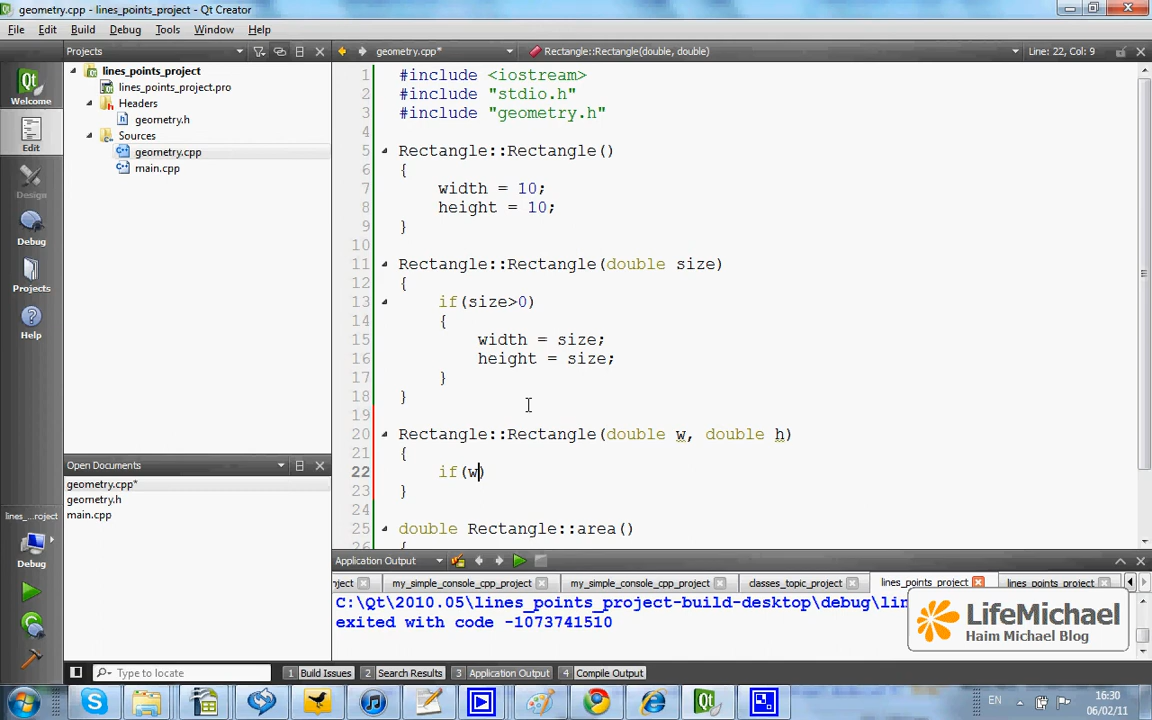 geometry.cpp - lines_points_project - Qt Creator
File Edit Build Debug Tools Window Help
Projects
geometry.cpp*
Rectangle::Rectangle(double, double)
Line: 22, Col: 9
Welcome
Edit
Design
Debug
Projects
Help
lines_points_project
lines_points_project.pro
Headers
geometry.h
Sources
geometry.cpp
main.cpp
1 #include <iostream>
2 #include "stdio.h"
3 #include "geometry.h"
4
5 Rectangle::Rectangle()
6 {
7 width = 10;
8 height = 10;
9 }
10
11 Rectangle::Rectangle(double size)
12 {
13 if(size>0)
14 {
15 width = size;
16 height = size;
17 }
18 }
19
20 Rectangle::Rectangle(double w, double h)
21 {
22 if(w)
23 }
24
25 double Rectangle::area()
26 {
Open Documents
geometry.cpp*
geometry.h
main.cpp
lines_...roject
Debug
Application Output
roject my_simple_console_cpp_project my_simple_console_cpp_project classes_topic_project lines_points_project lines_points_project
C:\Qt\2010.05\lines_points_project-build-desktop\debug\lin
exited with code -1073741510
LifeMichael
Haim Michael Blog
Type to locate
1 Build Issues 2 Search Results 3 Application Output 4 Compile Output
EN
16:30
06/02/11